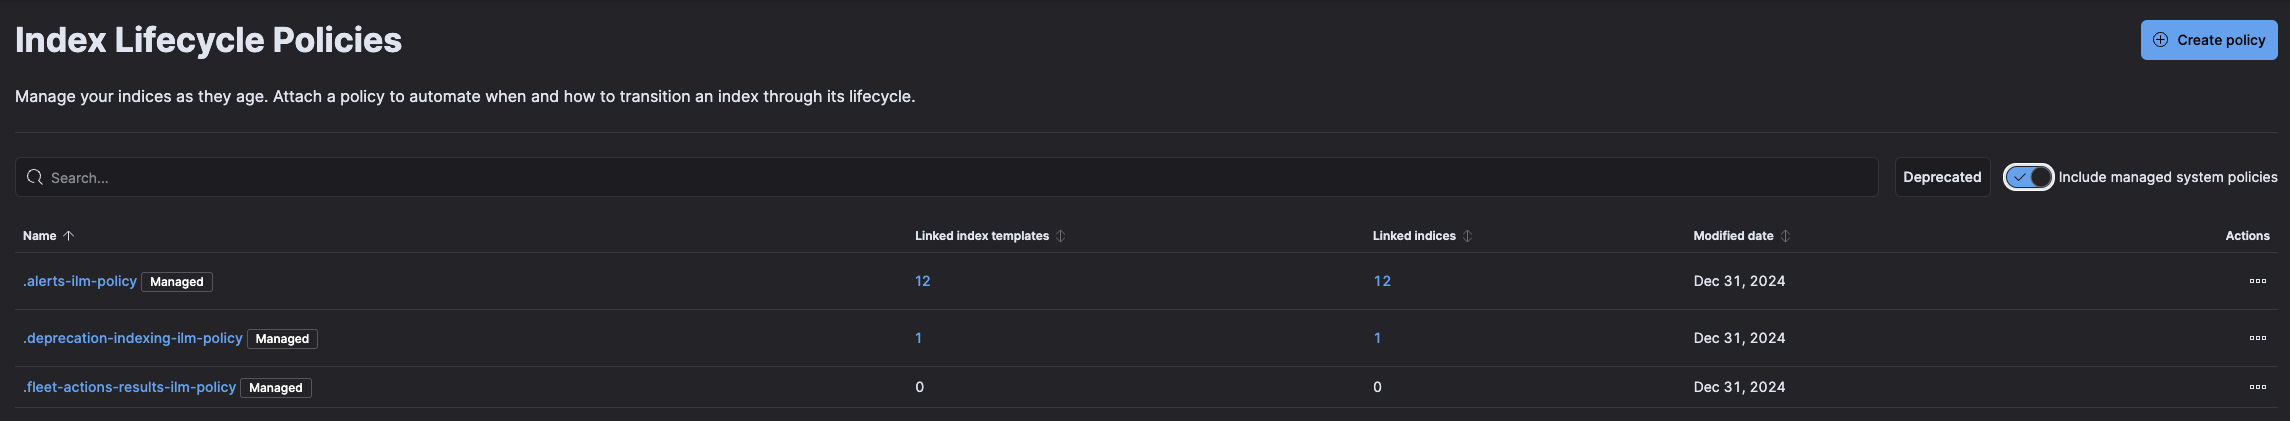 Index Lifecycle Policies
Create policy
Manage your indices as they age. Attach a policy to automate when and how to transition an index through its lifecycle.
Search...
Deprecated
Include managed system policies
Name Linked index templates Linked indices Modified date Actions
.alerts-ilm-policy Managed 12 12 Dec 31, 2024
.deprecation-indexing-ilm-policy Managed 1 1 Dec 31, 2024
.fleet-actions-results-ilm-policy Managed 0 0 Dec 31, 2024